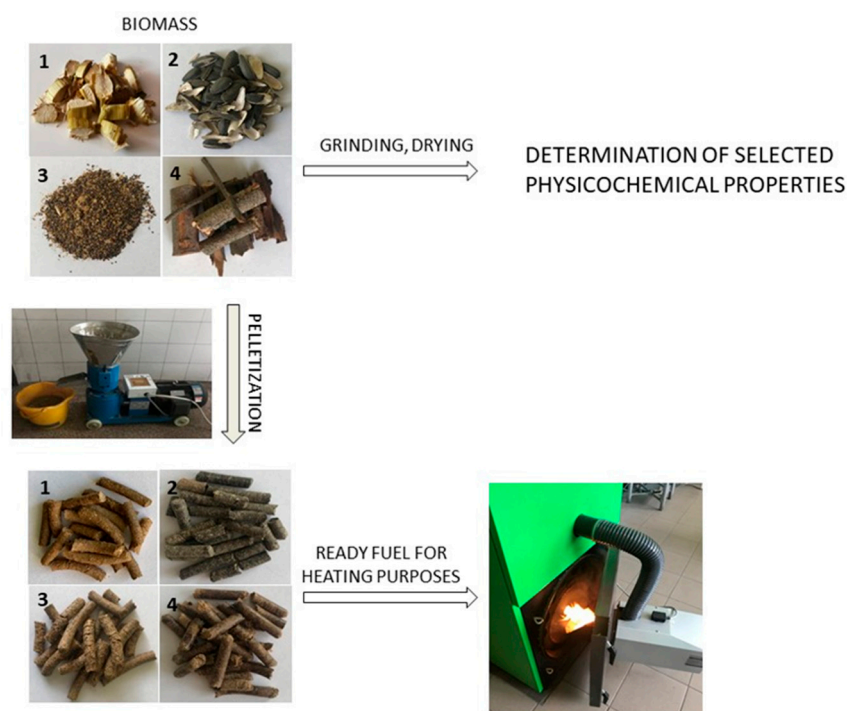 BIOMASS
1
2
3
4
GRINDING, DRYING
DETERMINATION OF SELECTED
PHYSICOCHEMICAL PROPERTIES
PELLETIZATION
1
2
3
4
READY FUEL FOR
HEATING PURPOSES